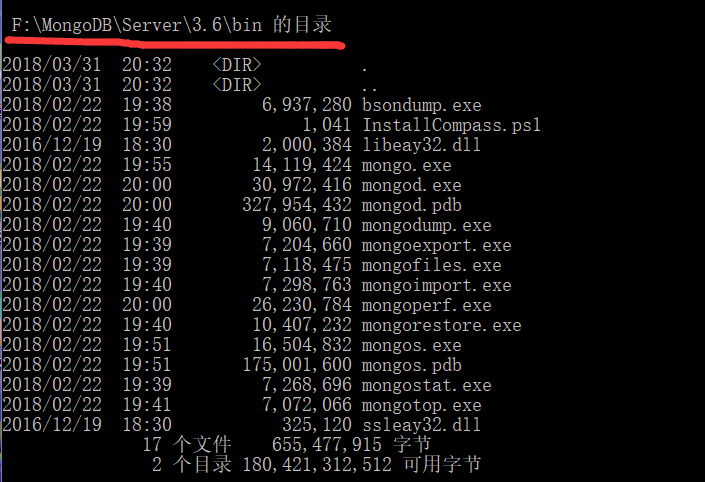 F:\MongoDB\Server\3.6\bin 的目录
2018/03/31  20:32    <DIR>          .
2018/03/31  20:32    <DIR>          ..
2018/02/22  19:38         6,937,280 bsondump.exe
2018/02/22  19:59             1,041 InstallCompass.ps1
2016/12/19  18:30         2,000,384 libeay32.dll
2018/02/22  19:55        14,119,424 mongo.exe
2018/02/22  20:00        30,972,416 mongod.exe
2018/02/22  20:00       327,954,432 mongod.pdb
2018/02/22  19:40         9,060,710 mongodump.exe
2018/02/22  19:39         7,204,660 mongoexport.exe
2018/02/22  19:39         7,118,475 mongofiles.exe
2018/02/22  19:40         7,298,763 mongoimport.exe
2018/02/22  20:00        26,230,784 mongoperf.exe
2018/02/22  19:40        10,407,232 mongorestore.exe
2018/02/22  19:51        16,504,832 mongos.exe
2018/02/22  19:51       175,001,600 mongos.pdb
2018/02/22  19:39         7,268,696 mongostat.exe
2018/02/22  19:41         7,072,066 mongotop.exe
2016/12/19  18:30           325,120 ssleay32.dll
17 个文件    655,477,915 字节
2 个目录 180,421,312,512 可用字节